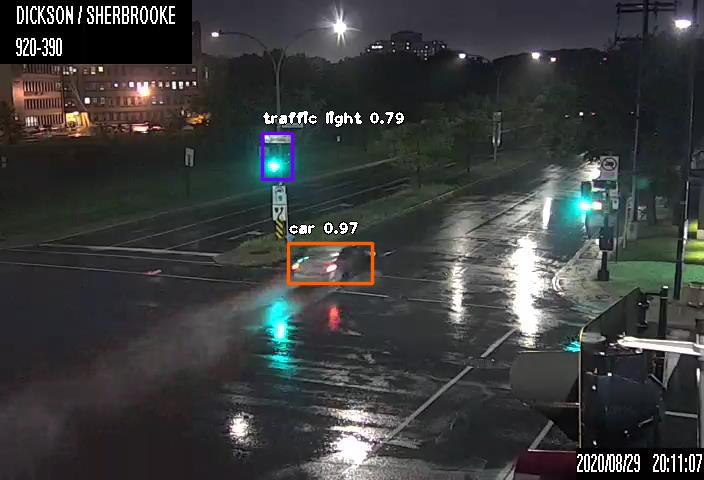 DICKSON / SHERBROOKE
920-390
traffic light 0.79
car 0.97
2020/08/29 20:11:07